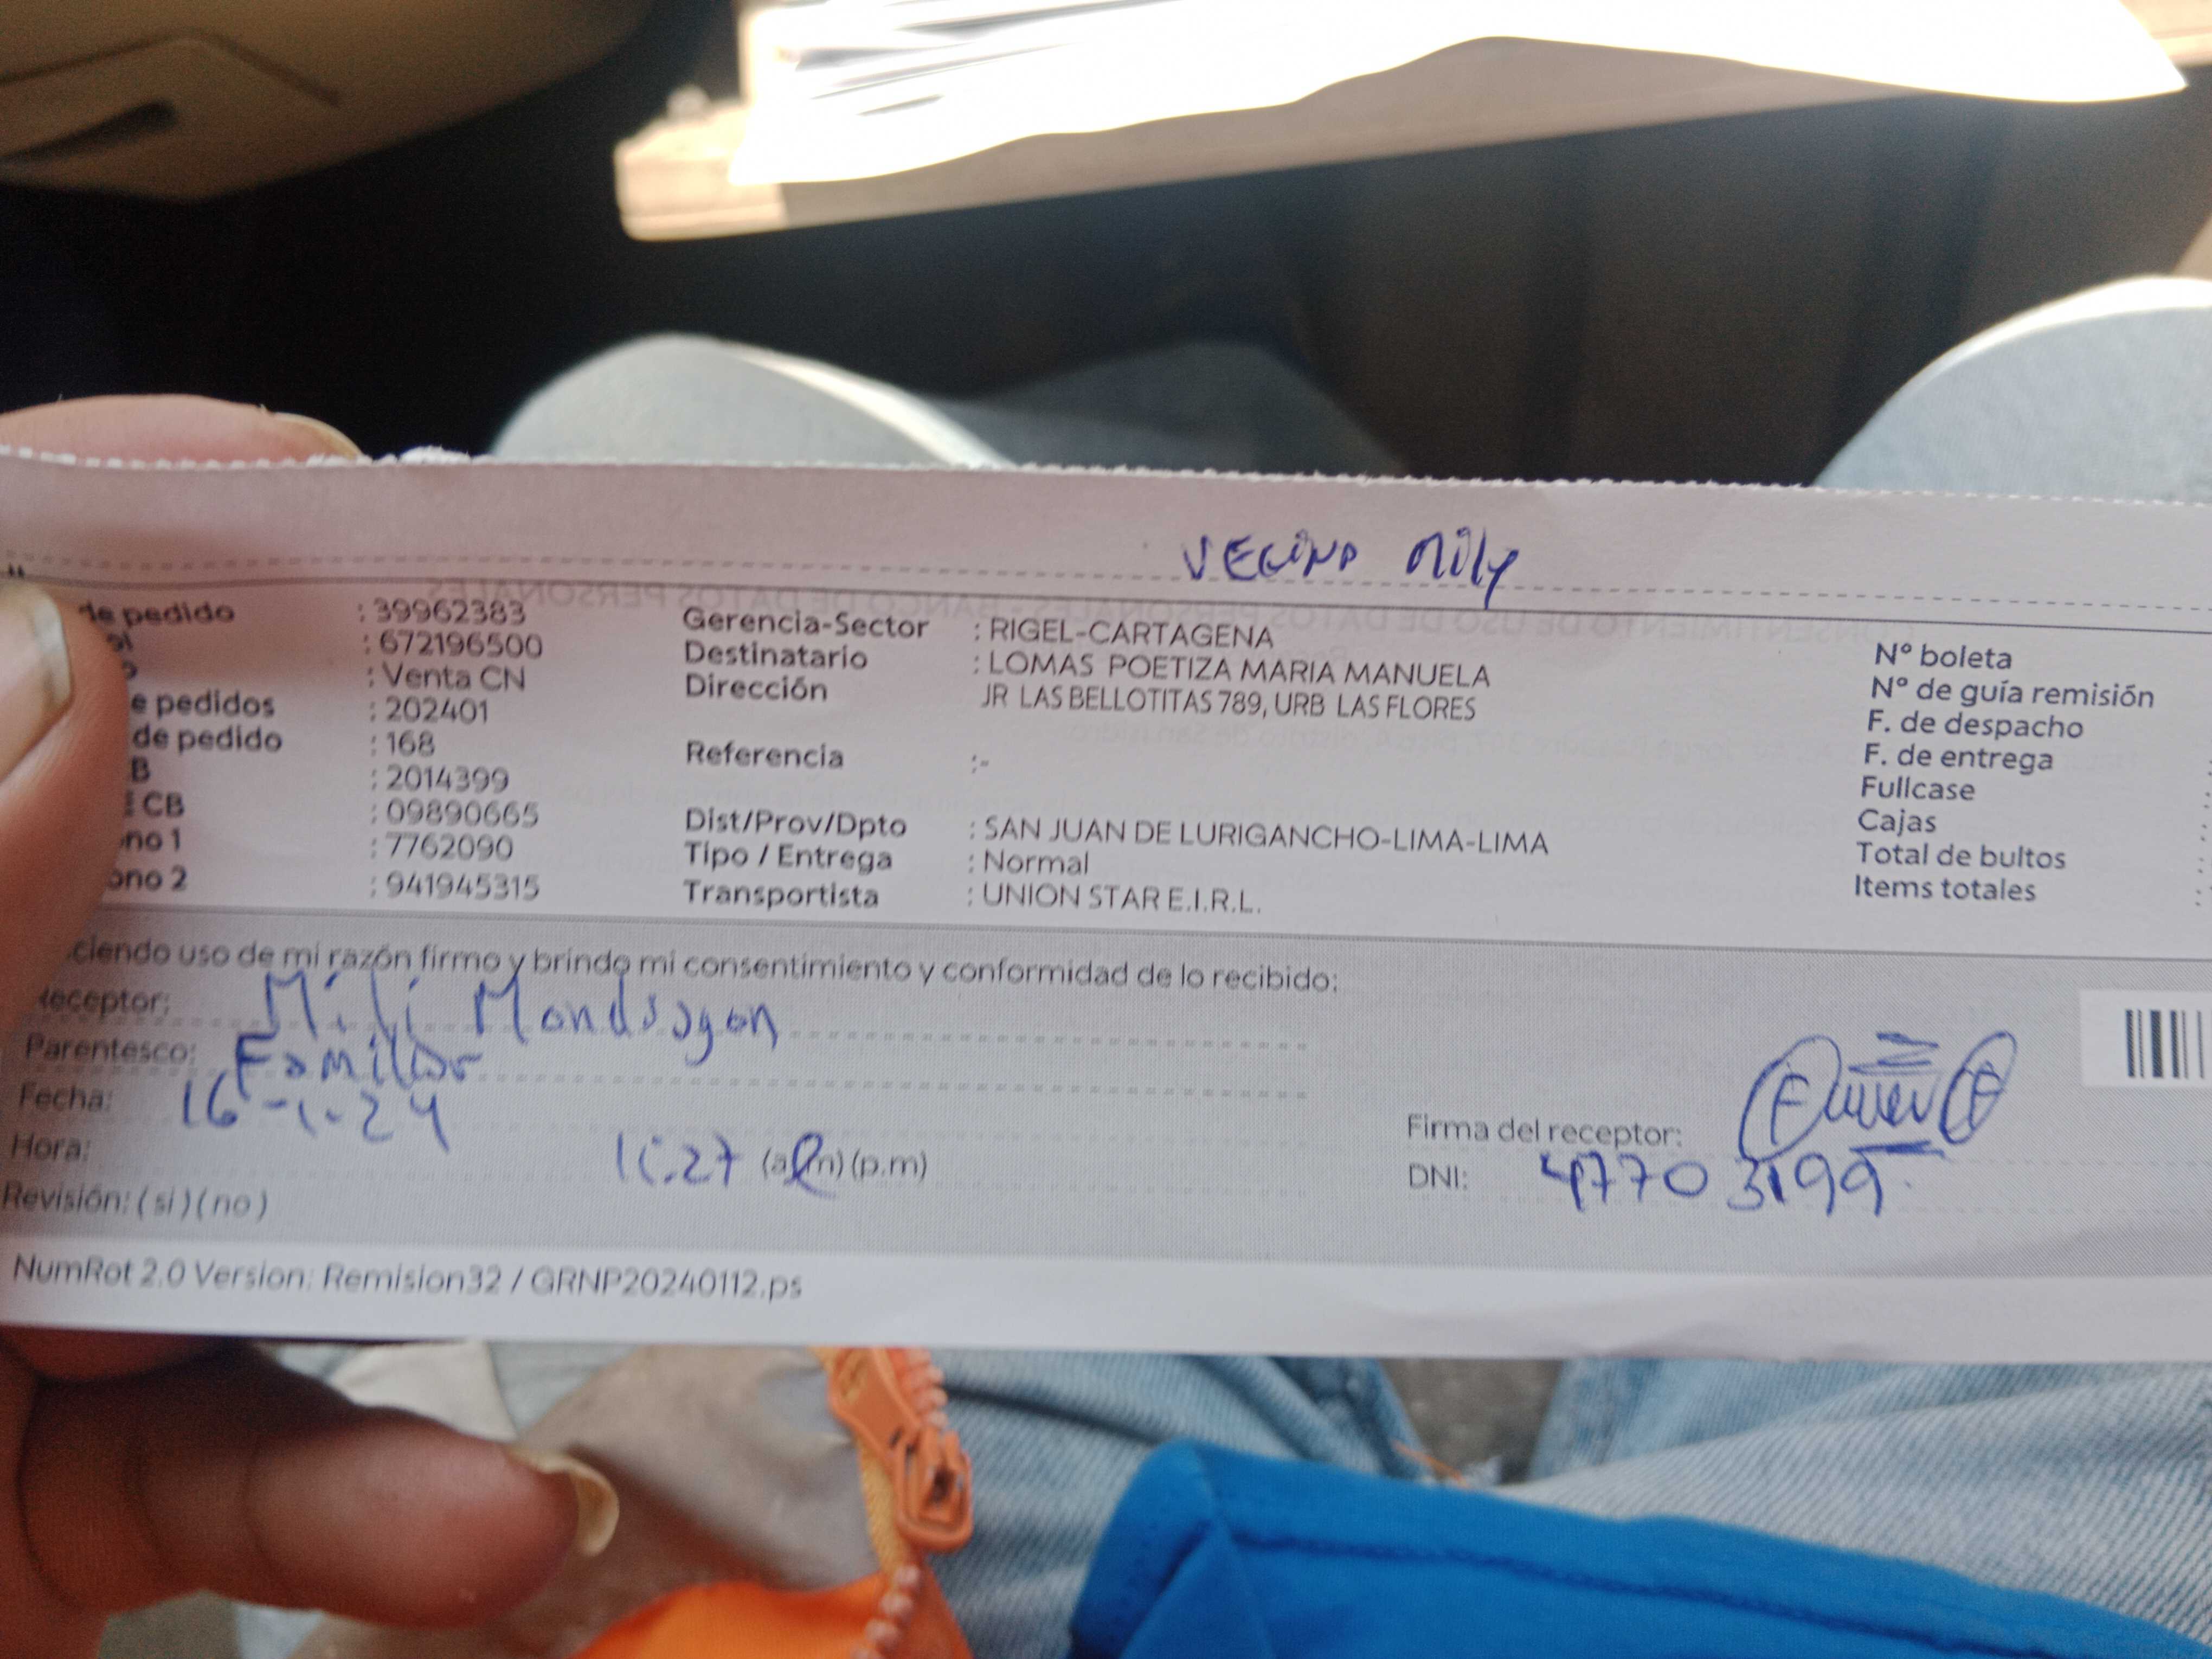 VECINA Mily
de pedido : 39962383
: 672196500
: Venta CN
e pedidos : 202401
de pedido : 168
B : 2014399
CB : 09890665
no 1 : 7762090
ono 2 : 941945315
Gerencia-Sector : RIGEL-CARTAGENA
Destinatario : LOMAS POETIZA MARIA MANUELA
Dirección JR LAS BELLOTITAS 789, URB LAS FLORES
Referencia :-
Dist/Prov/Dpto : SAN JUAN DE LURIGANCHO-LIMA-LIMA
Tipo / Entrega : Normal
Transportista : UNION STAR E.I.R.L.
Nº boleta
Nº de guía remisión
F. de despacho
F. de entrega
Fullcase
Cajas
Total de bultos
Items totales
ciendo uso de mi razón firmo y brindo mi consentimiento y conformidad de lo recibido:
Receptor: Mili
Parentesco: Familiar
Fecha: 16-1-24
Hora: (a.m) (p.m)
Revisión: ( si ) ( no )
Firma del receptor:
DNI: 47703199
NumRot 2.0 Version: Remision32 / GRNP20240112.ps